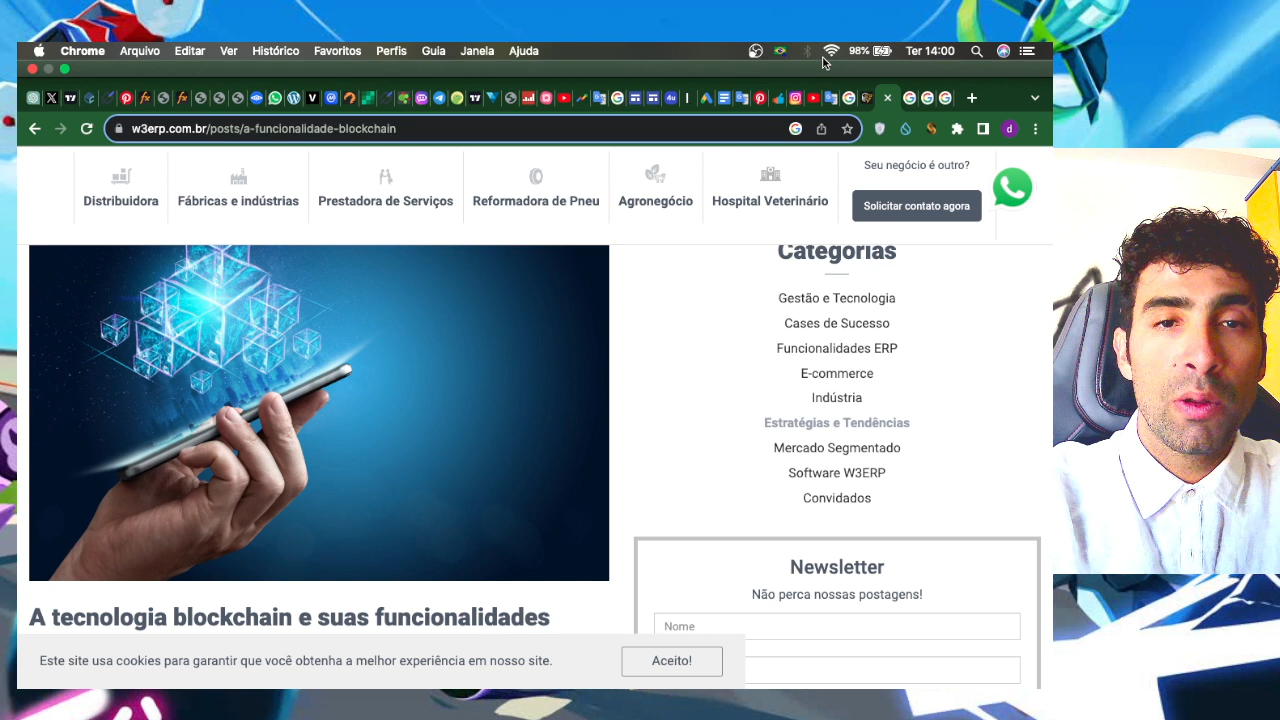 Chrome Arquivo Editar Ver Histórico Favoritos Perfis Guia Janela Ajuda 98% Ter 14:00
w3erp.com.br/posts/a-funcionalidade-blockchain
d
Seu negócio é outro?
Distribuidora Fábricas e indústrias Prestadora de Serviços Reformadora de Pneu Agronegócio Hospital Veterinário Solicitar contato agora
Categorias
Gestão e Tecnologia
Cases de Sucesso
Funcionalidades ERP
E-commerce
Indústria
Estratégias e Tendências
Mercado Segmentado
Software W3ERP
Convidados
Newsletter
Não perca nossas postagens!
Nome
A tecnologia blockchain e suas funcionalidades
Este site usa cookies para garantir que você obtenha a melhor experiência em nosso site.
Aceito!